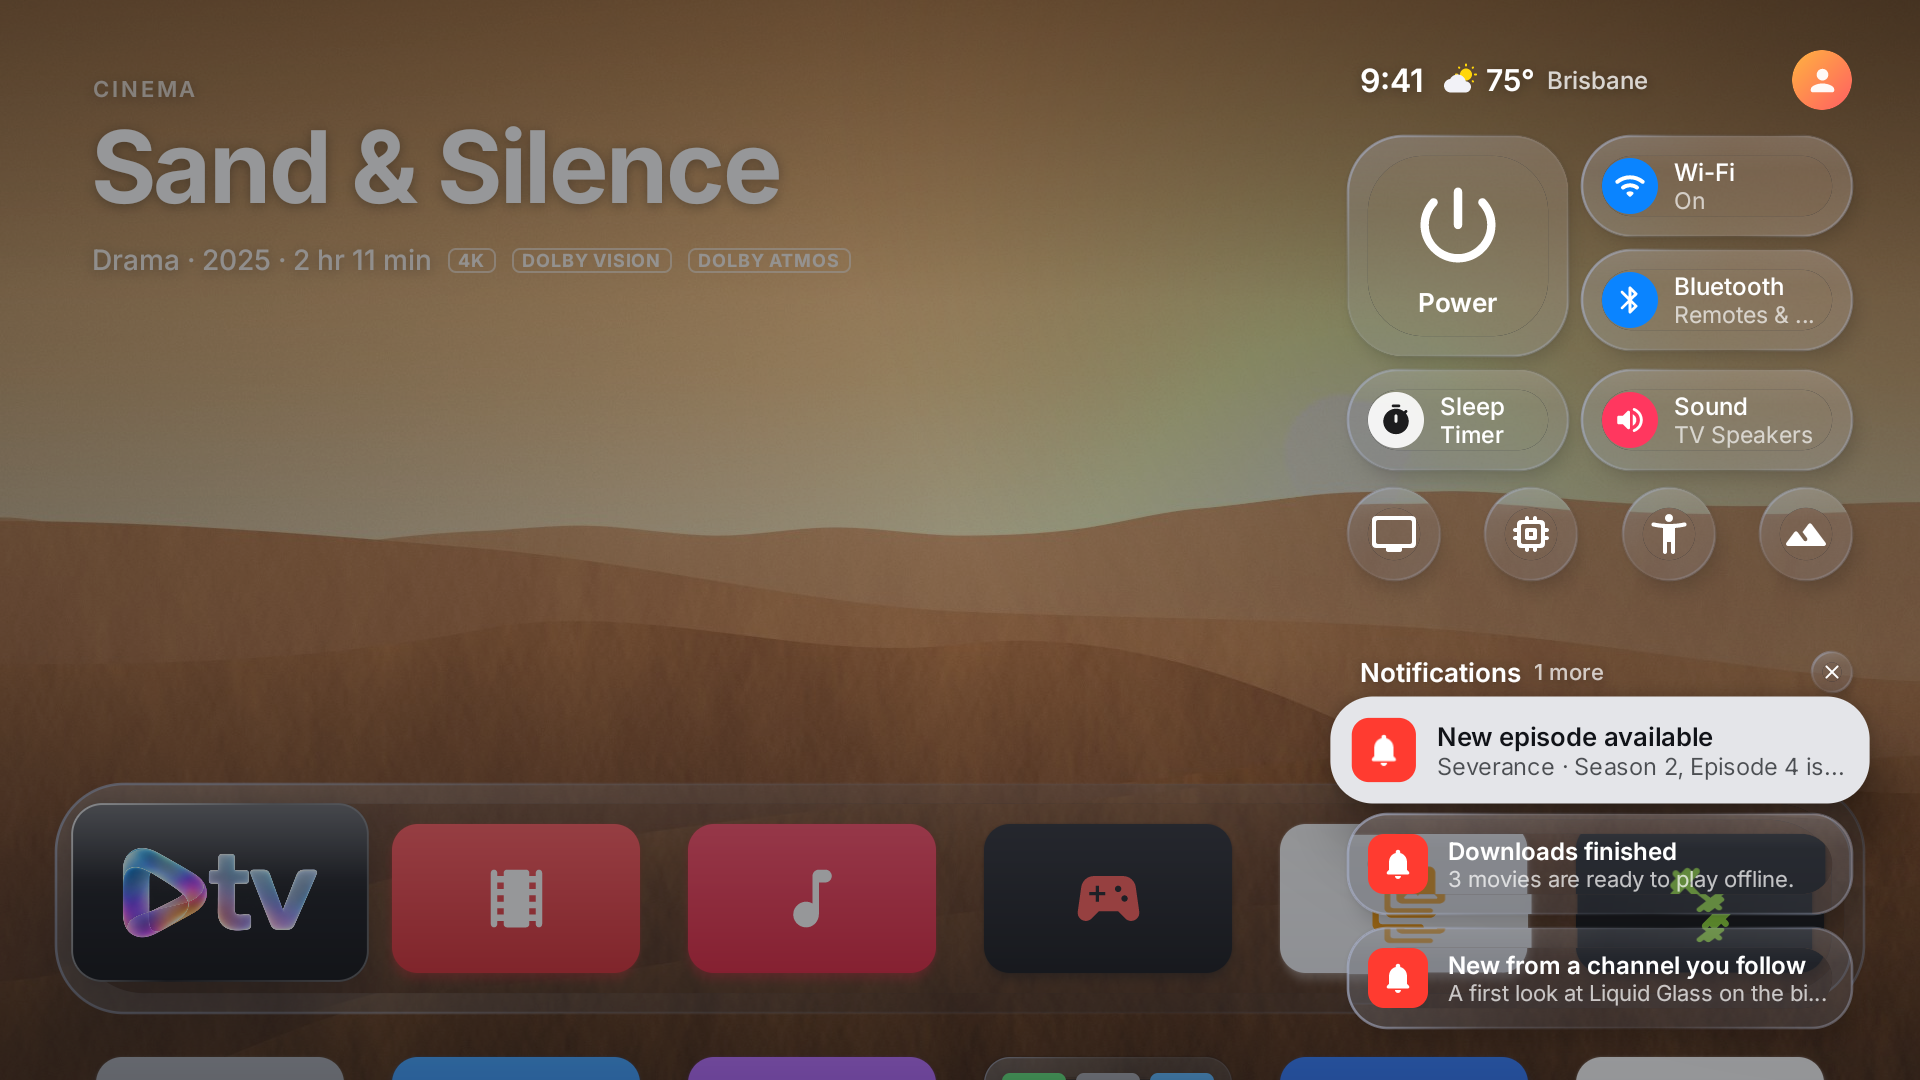 CINEMA
Sand & Silence
Drama · 2025 · 2 hr 11 min 4K DOLBY VISION DOLBY ATMOS
9:41 75° Brisbane
Power
Wi-Fi
On
Bluetooth
Remotes & ...
Sleep
Timer
Sound
TV Speakers
Notifications 1 more
New episode available
Severance · Season 2, Episode 4 is...
Downloads finished
3 movies are ready to play offline.
New from a channel you follow
A first look at Liquid Glass on the bi...
tv